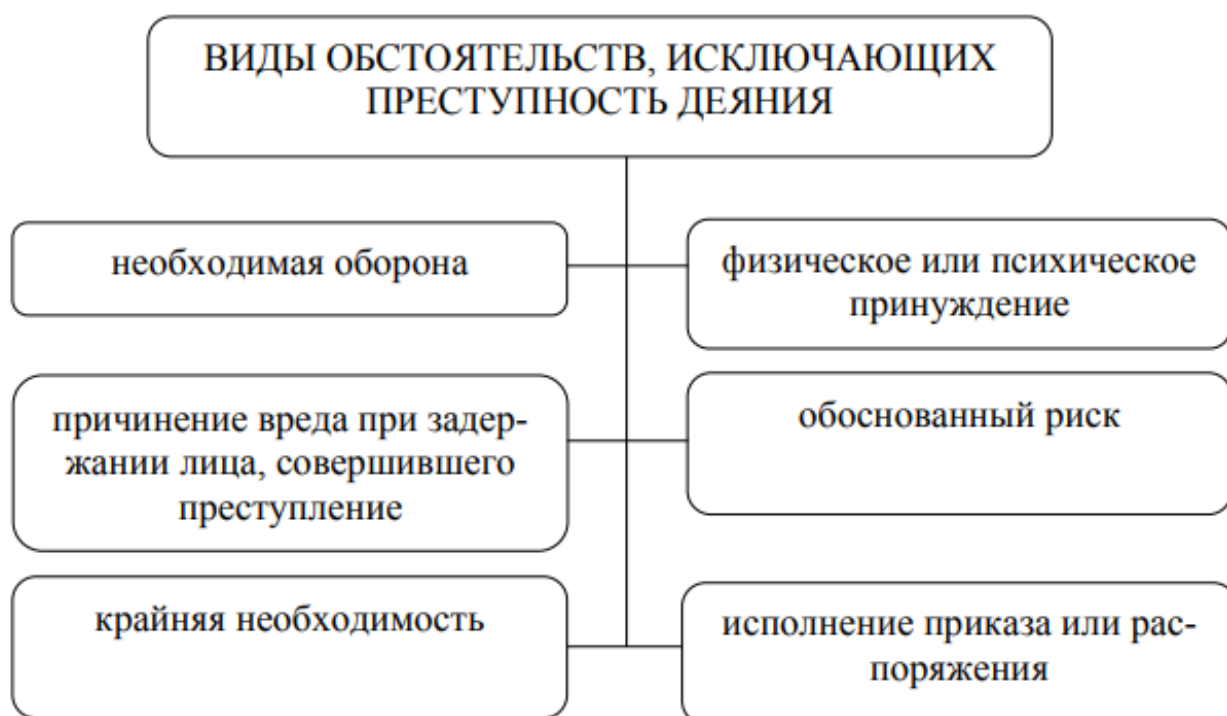 ВИДЫ ОБСТОЯТЕЛЬСТВ, ИСКЛЮЧАЮЩИХ
ПРЕСТУПНОСТЬ ДЕЯНИЯ
необходимая оборона
физическое или психическое
принуждение
причинение вреда при задер-
жании лица, совершившего
преступление
обоснованный риск
крайняя необходимость
исполнение приказа или рас-
поряжения